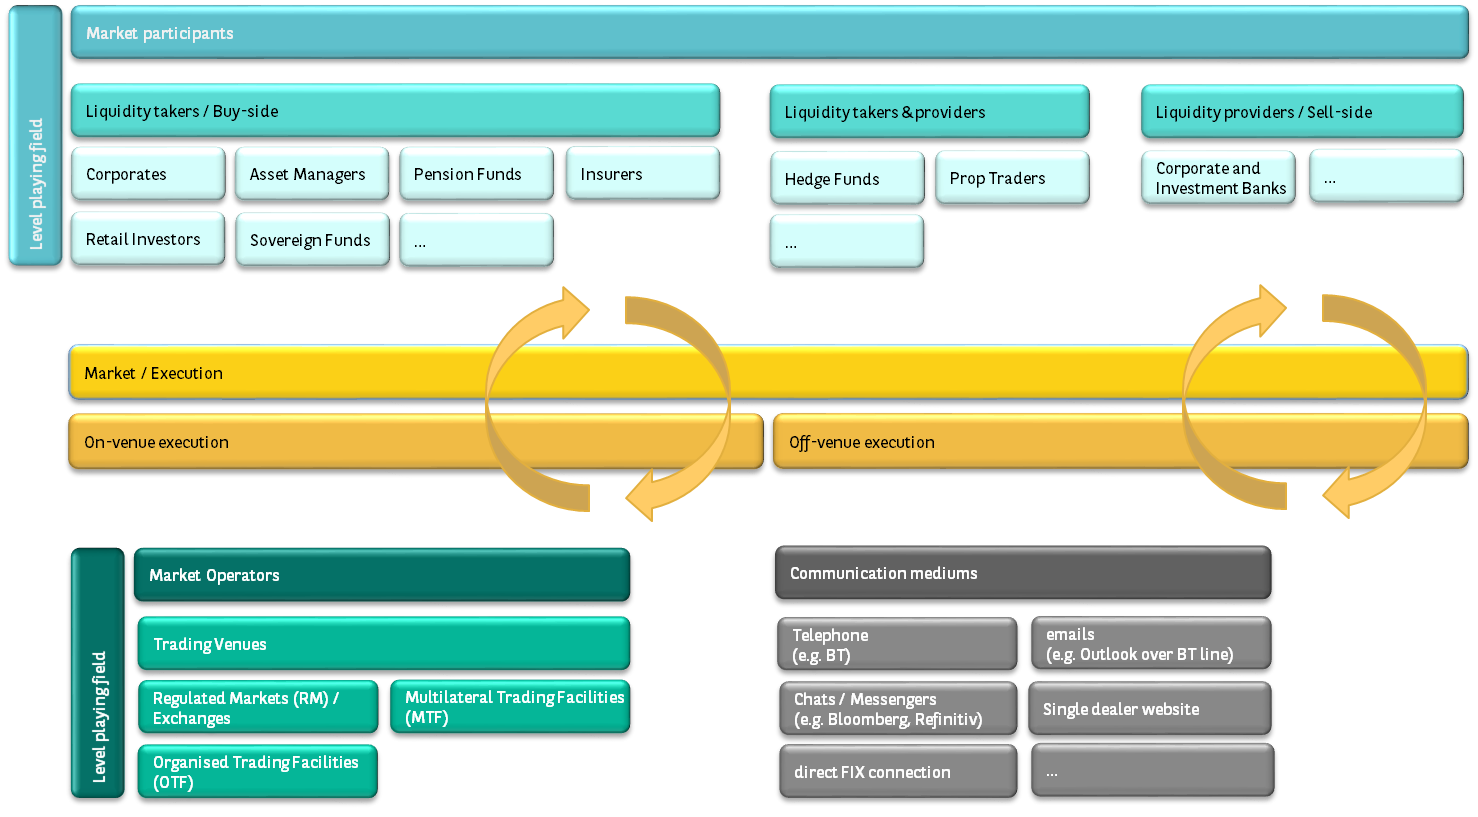 Level playing field
Market participants
Liquidity takers / Buy-side
Liquidity takers & providers
Liquidity providers / Sell-side
Corporates
Asset Managers
Pension Funds
Insurers
Hedge Funds
Prop Traders
Corporate and
Investment Banks
...
Retail Investors
Sovereign Funds
...
...
Market / Execution
On-venue execution
Off-venue execution
Level playing field
Market Operators
Trading Venues
Regulated Markets (RM) /
Exchanges
Multilateral Trading Facilities
(MTF)
Organised Trading Facilities
(OTF)
Communication mediums
Telephone
(e.g. BT)
emails
(e.g. Outlook over BT line)
Chats / Messengers
(e.g. Bloomberg, Refinitiv)
Single dealer website
direct FIX connection
...